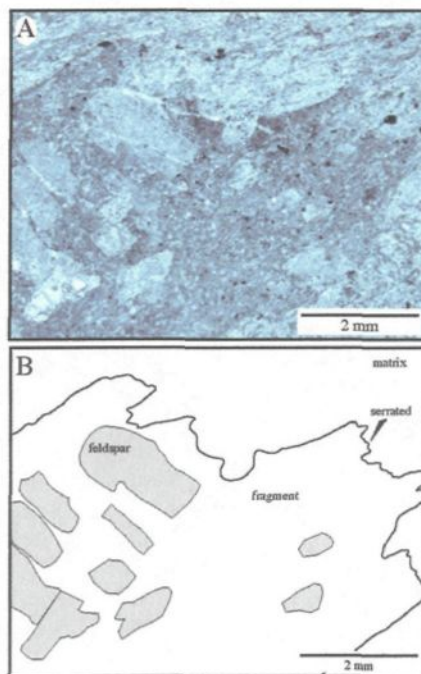 A
2 mm
B
matrix
serrated
feldspar
fragment
2 mm